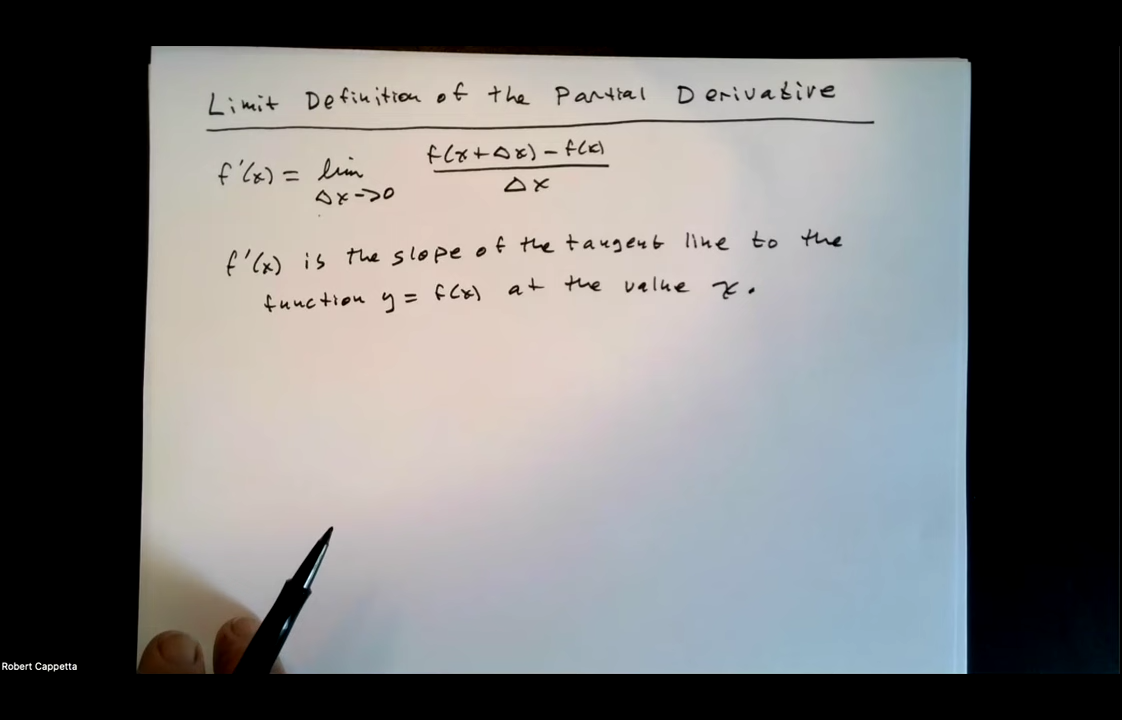 Limit Definition of the Partial Derivative
f'(x) = lim Δx->0 f(x+Δx) - f(x) / Δx
f'(x) is the slope of the tangent line to the
function y = f(x) at the value x.
Robert Cappetta